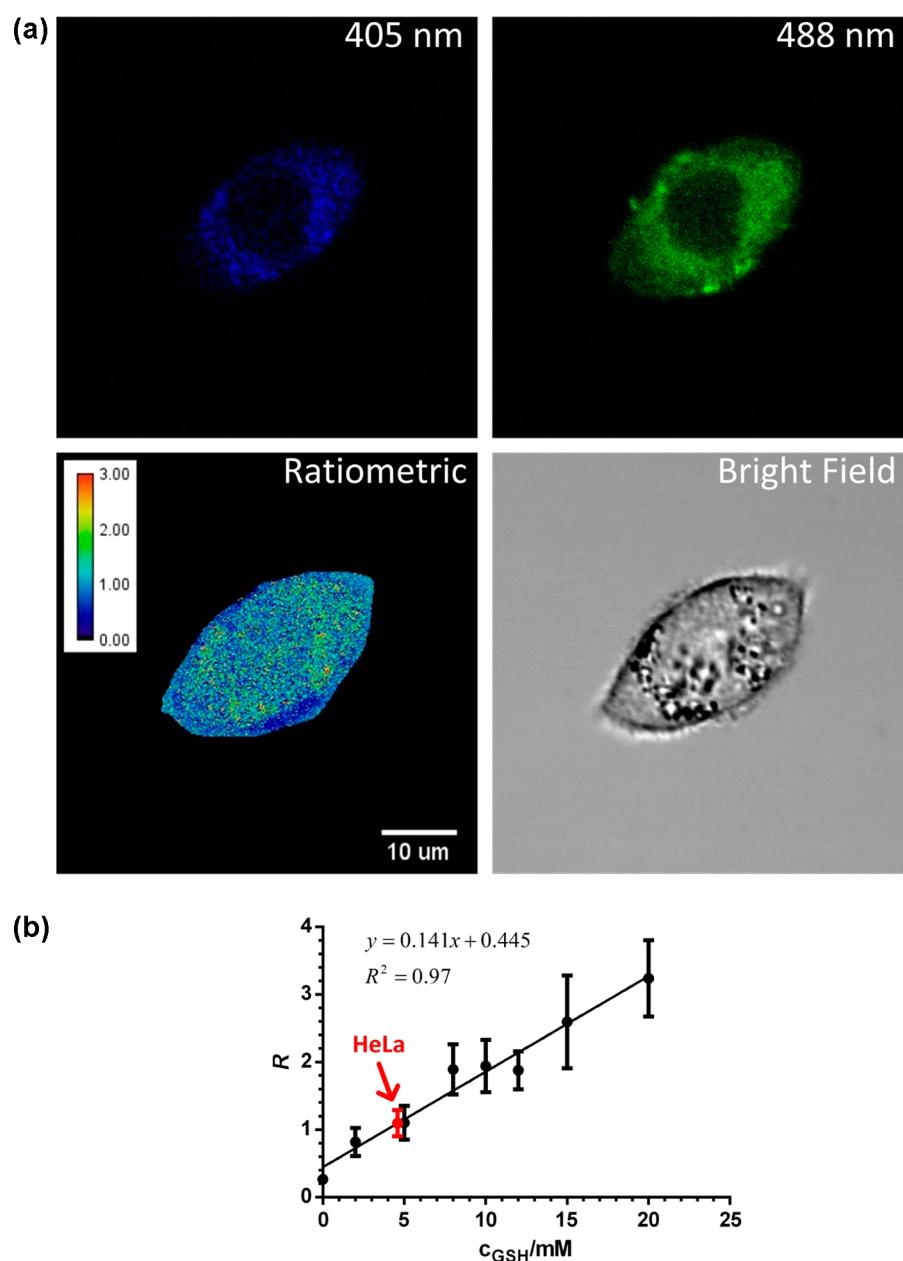 (a)
405 nm
488 nm
Ratiometric
3.00
2.00
1.00
0.00
10 um
Bright Field
(b)
y = 0.141x + 0.445
R² = 0.97
HeLa
R
4
3
2
1
0
0 5 10 15 20 25
cGSH/mM